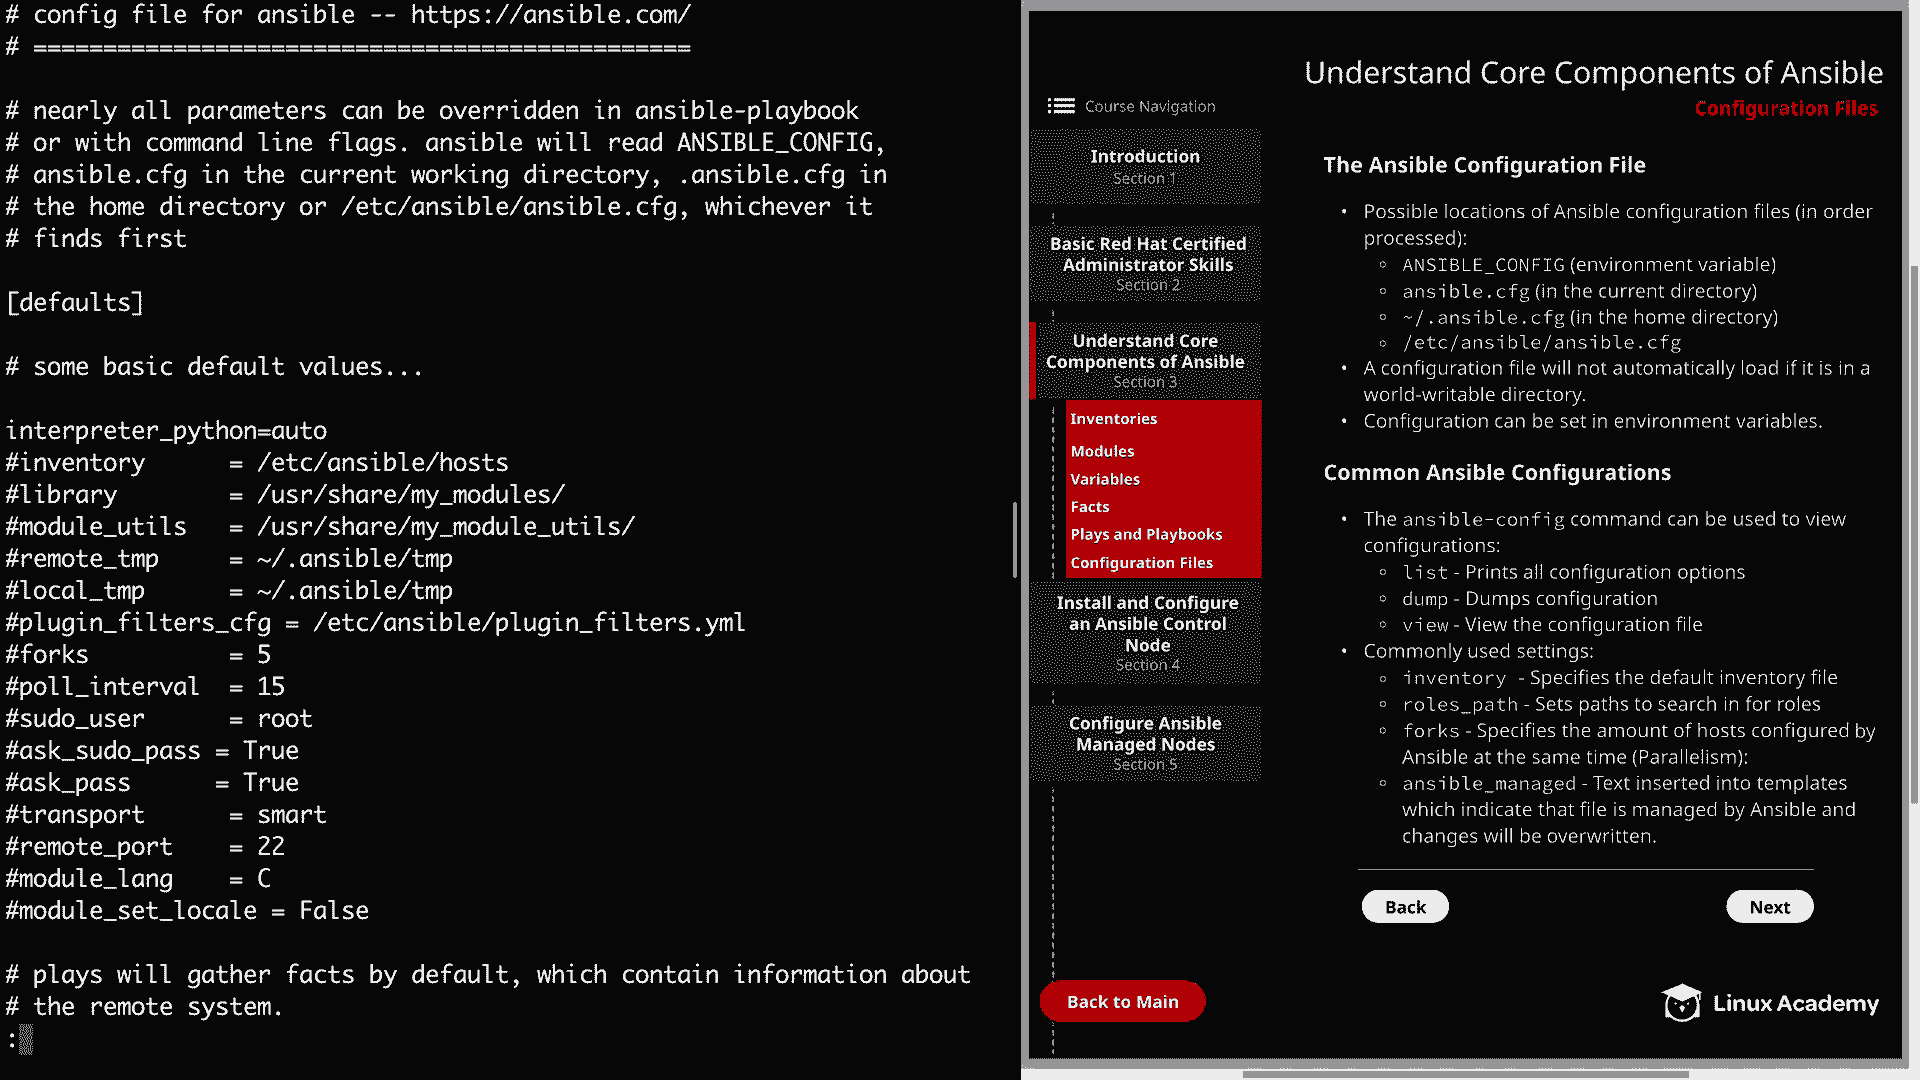 # config file for ansible -- https://ansible.com/
# ===============================================
# nearly all parameters can be overridden in ansible-playbook
# or with command line flags. ansible will read ANSIBLE_CONFIG,
# ansible.cfg in the current working directory, .ansible.cfg in
# the home directory or /etc/ansible/ansible.cfg, whichever it
# finds first
[defaults]
# some basic default values...
interpreter_python=auto
#inventory      = /etc/ansible/hosts
#library        = /usr/share/my_modules/
#module_utils   = /usr/share/my_module_utils/
#remote_tmp     = ~/.ansible/tmp
#local_tmp      = ~/.ansible/tmp
#plugin_filters_cfg = /etc/ansible/plugin_filters.yml
#forks          = 5
#poll_interval  = 15
#sudo_user      = root
#ask_sudo_pass = True
#ask_pass      = True
#transport      = smart
#remote_port    = 22
#module_lang    = C
#module_set_locale = False
# plays will gather facts by default, which contain information about
# the remote system.
:
Understand Core Components of Ansible
Configuration Files
Course Navigation
Introduction
Section 1
Basic Red Hat Certified
Administrator Skills
Section 2
Understand Core
Components of Ansible
Section 3
Inventories
Modules
Variables
Facts
Plays and Playbooks
Configuration Files
Install and Configure
an Ansible Control
Node
Section 4
Configure Ansible
Managed Nodes
Section 5
Back to Main
The Ansible Configuration File
• Possible locations of Ansible configuration files (in order
processed):
◦ ANSIBLE_CONFIG (environment variable)
◦ ansible.cfg (in the current directory)
◦ ~/.ansible.cfg (in the home directory)
◦ /etc/ansible/ansible.cfg
• A configuration file will not automatically load if it is in a
world-writable directory.
• Configuration can be set in environment variables.
Common Ansible Configurations
• The ansible-config command can be used to view
configurations:
◦ list - Prints all configuration options
◦ dump - Dumps configuration
◦ view - View the configuration file
• Commonly used settings:
◦ inventory - Specifies the default inventory file
◦ roles_path - Sets paths to search in for roles
◦ forks - Specifies the amount of hosts configured by
Ansible at the same time (Parallelism):
◦ ansible_managed - Text inserted into templates
which indicate that file is managed by Ansible and
changes will be overwritten.
Back
Next
Linux Academy